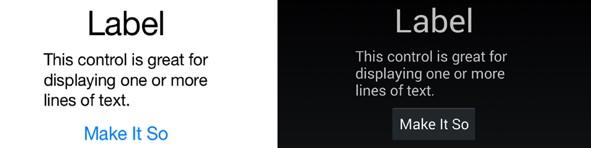 Label
This control is great for
displaying one or more
lines of text.
Make It So
Label
This control is great for
displaying one or more
lines of text.
Make It So